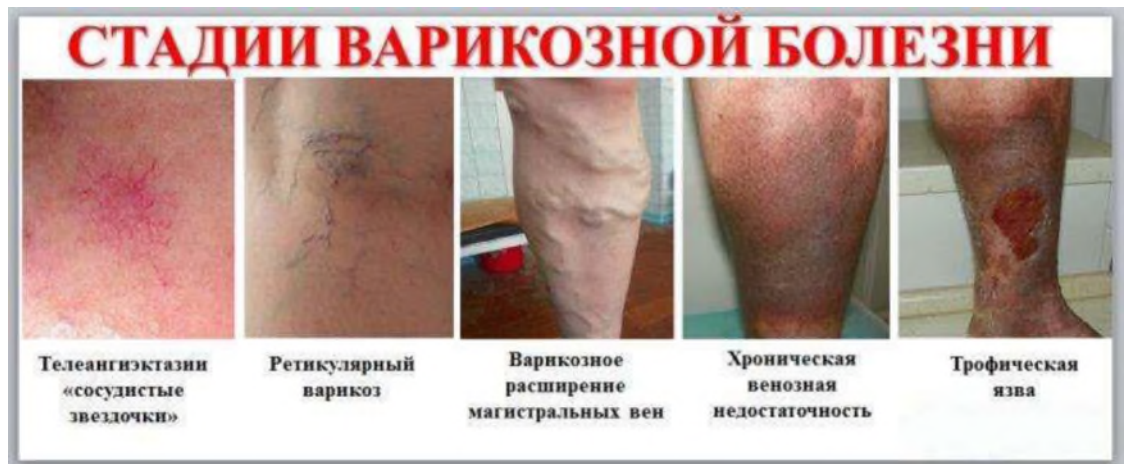 СТАДИИ ВАРИКОЗНОЙ БОЛЕЗНИ
Телеангиэктазии
«сосудистые
звездочки»
Ретикулярный
варикоз
Варикозное
расширение
магистральных вен
Хроническая
венозная
недостаточность
Трофическая
язва